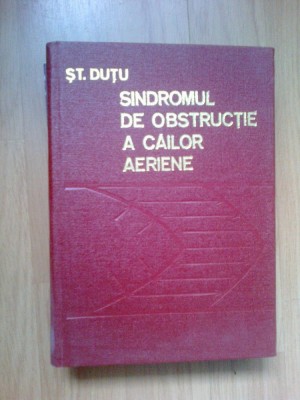 ŞT. DUŢU
SINDROMUL
DE OBSTRUCŢIE
A CĂILOR
AERIENE